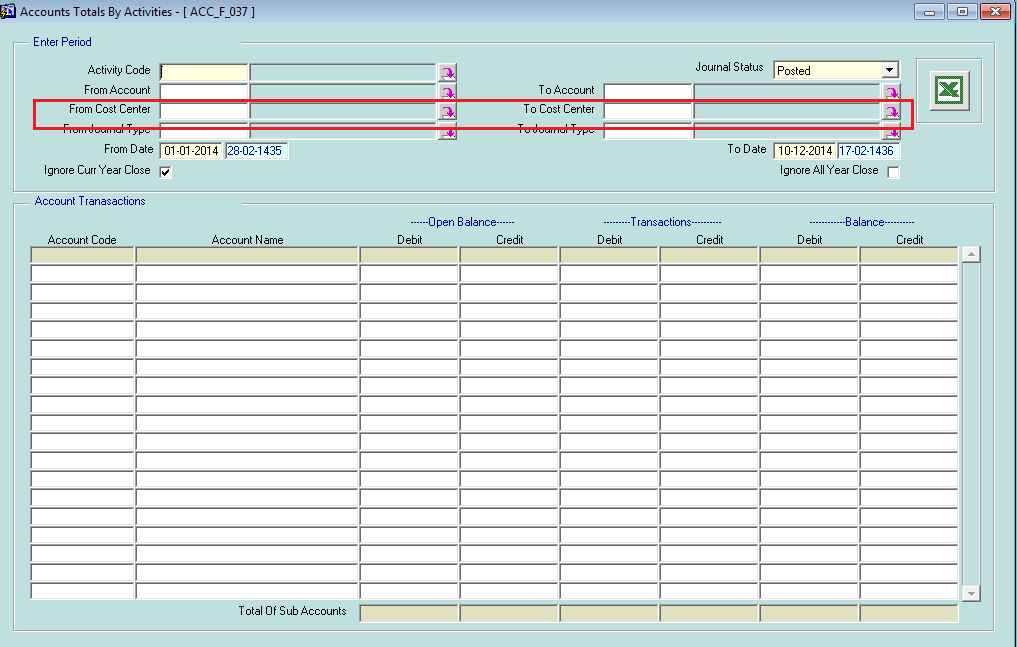 Accounts Totals By Activities - [ ACC_F_037 ]
Enter Period
Activity Code Journal Status Posted
From Account To Account
From Cost Center To Cost Center
From Journal Type To Journal Type
From Date 01-01-2014 28-02-1435 To Date 10-12-2014 17-02-1436
Ignore Curr Year Close Ignore All Year Close
Account Tranasactions
------Open Balance------ ---------Transactions---------- ------------Balance----------
Account Code Account Name Debit Credit Debit Credit Debit Credit
Total Of Sub Accounts